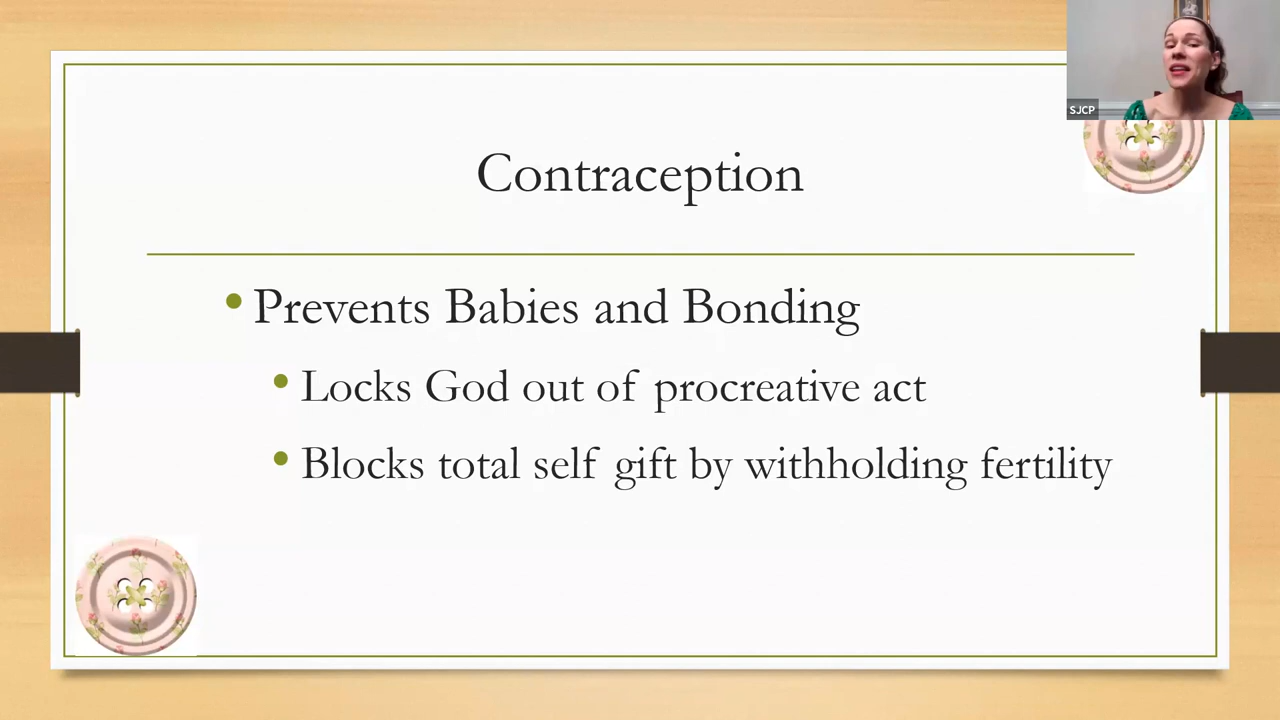 SJCP
Contraception
Prevents Babies and Bonding
Locks God out of procreative act
Blocks total self gift by withholding fertility